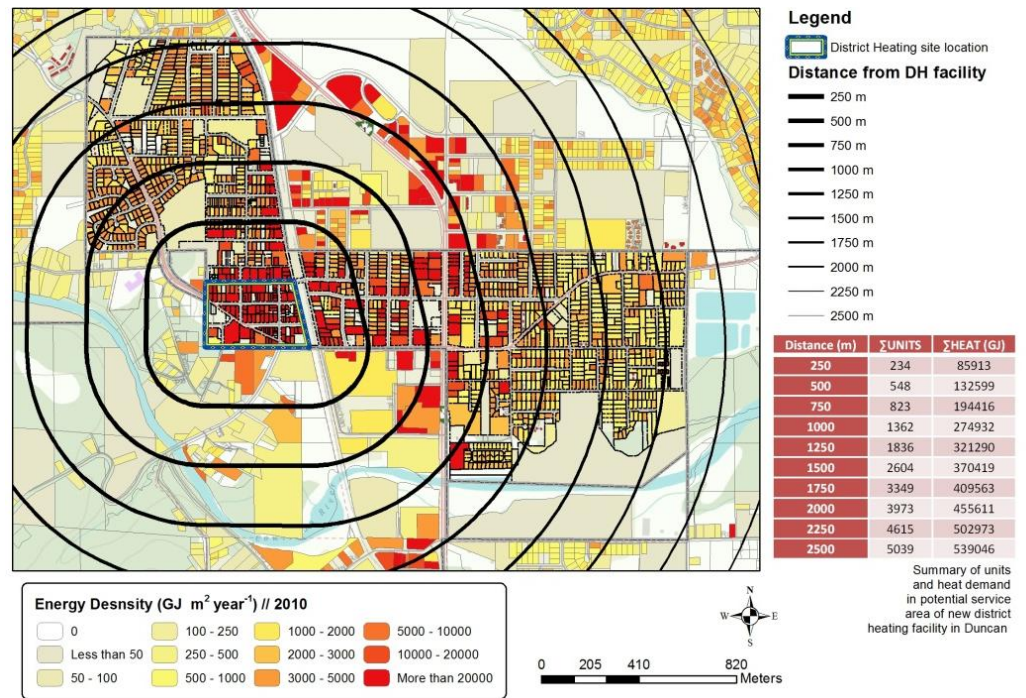 Legend
District Heating site location
Distance from DH facility
250 m
500 m
750 m
1000 m
1250 m
1500 m
1750 m
2000 m
2250 m
2500 m
Distance (m) ΣUNITS ΣHEAT (GJ)
250 234 85913
500 548 132599
750 823 194416
1000 1362 274932
1250 1836 321290
1500 2604 370419
1750 3349 409563
2000 3973 455611
2250 4615 502973
2500 5039 539046
Summary of units
and heat demand
in potential service
area of new district
heating facility in Duncan
Energy Desnsity (GJ m² year⁻¹) // 2010
0 100 - 250 1000 - 2000 5000 - 10000
Less than 50 250 - 500 2000 - 3000 10000 - 20000
50 - 100 500 - 1000 3000 - 5000 More than 20000
N
W E
S
0 205 410 820
Meters